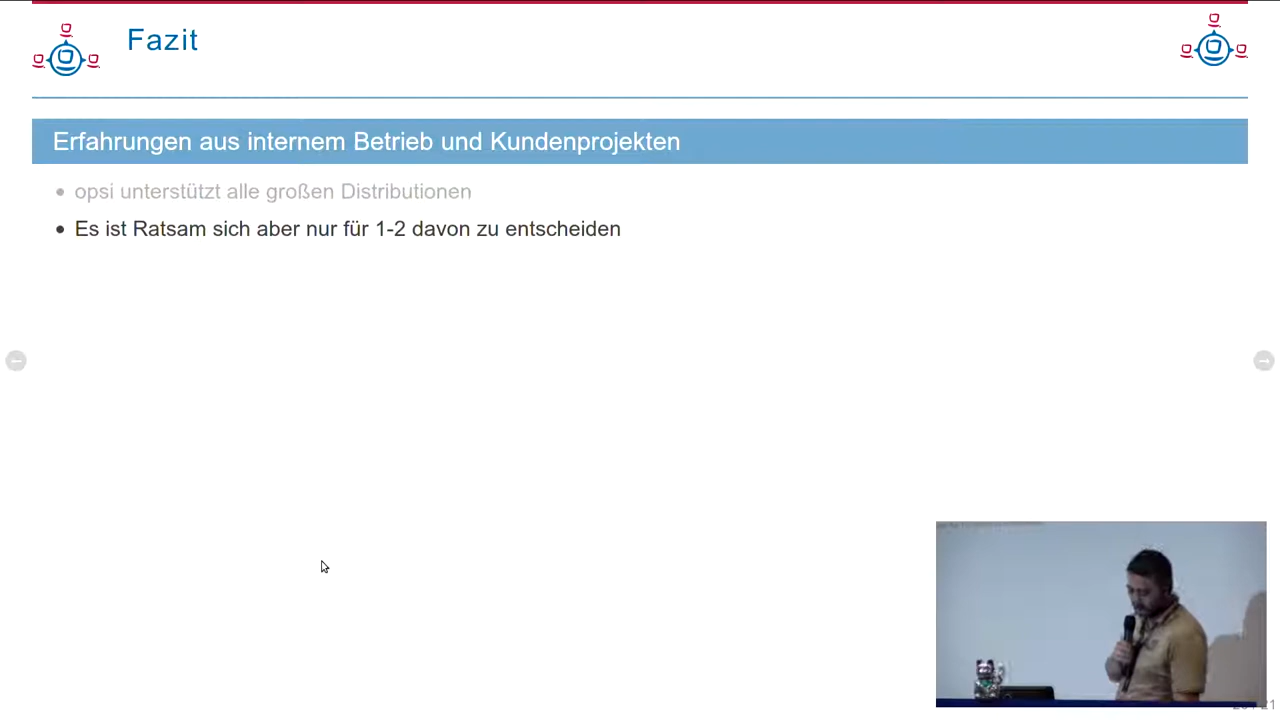 Fazit
Erfahrungen aus internem Betrieb und Kundenprojekten
opsi unterstützt alle großen Distributionen
Es ist Ratsam sich aber nur für 1-2 davon zu entscheiden